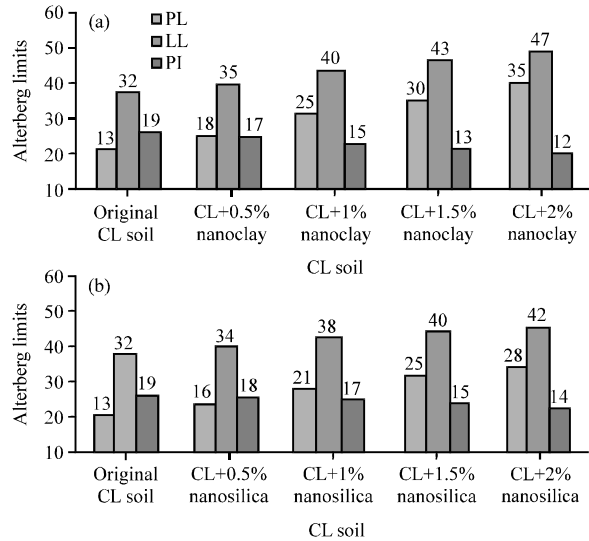 (a)
PL
LL
PI
Alterberg limits
60
50
40
30
20
10
13 32 19
18 35 17
25 40 15
30 43 13
35 47 12
Original CL+0.5% CL+1% CL+1.5% CL+2%
CL soil nanoclay nanoclay nanoclay nanoclay
CL soil
(b)
Alterberg limits
60
50
40
30
20
10
13 32 19
16 34 18
21 38 17
25 40 15
28 42 14
Original CL+0.5% CL+1% CL+1.5% CL+2%
CL soil nanosilica nanosilica nanosilica nanosilica
CL soil